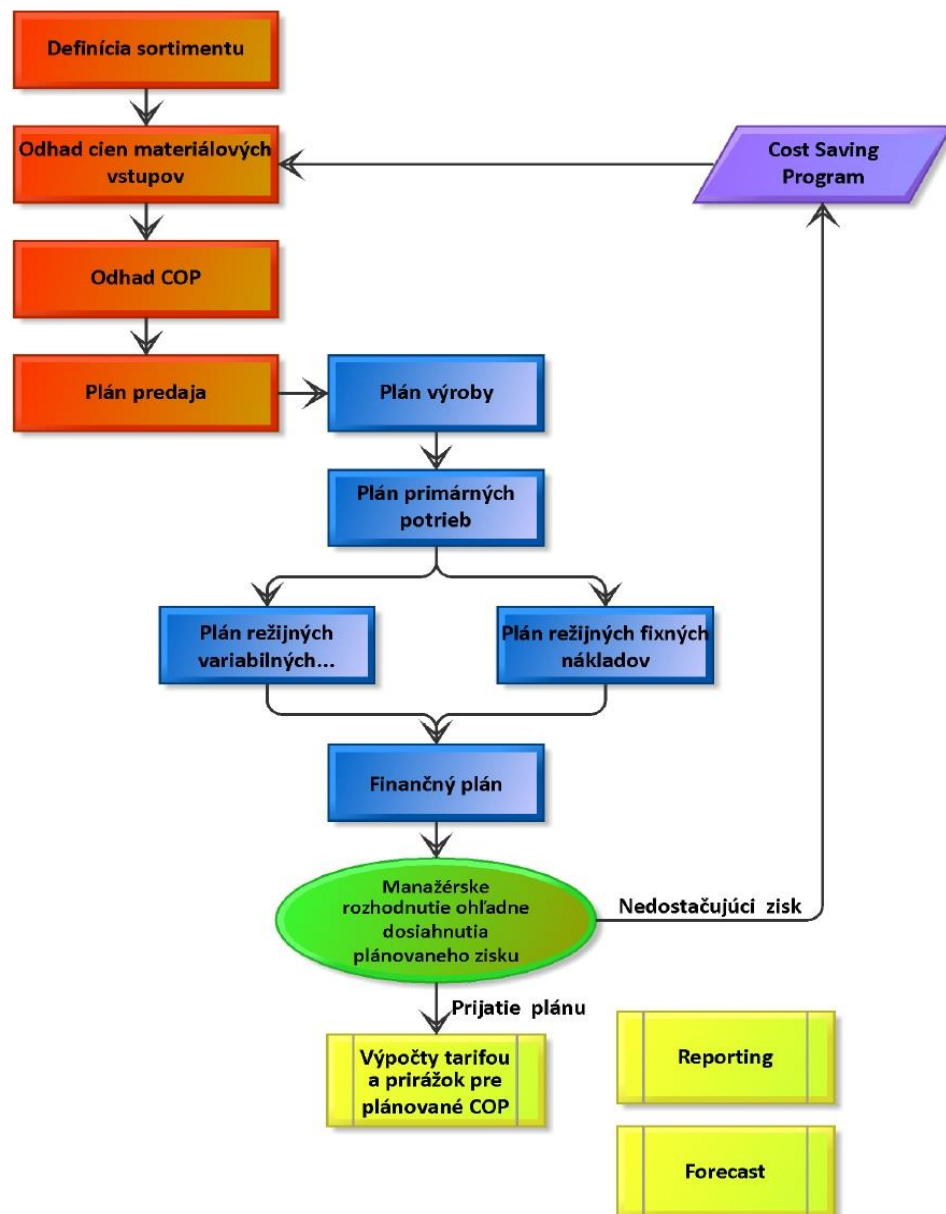 Definícia sortimentu
Odhad cien materiálových
vstupov
Cost Saving
Program
Odhad COP
Plán predaja
Plán výroby
Plán primárných
potrieb
Plán režijných
variabilných...
Plán režijných fixných
nákladov
Finančný plán
Manažérske
rozhodnutie ohľadne
dosiahnutia
plánovaneho zisku
Nedostačujúci zisk
Prijatie plánu
Výpočty tarifou
a prirážok pre
plánované COP
Reporting
Forecast